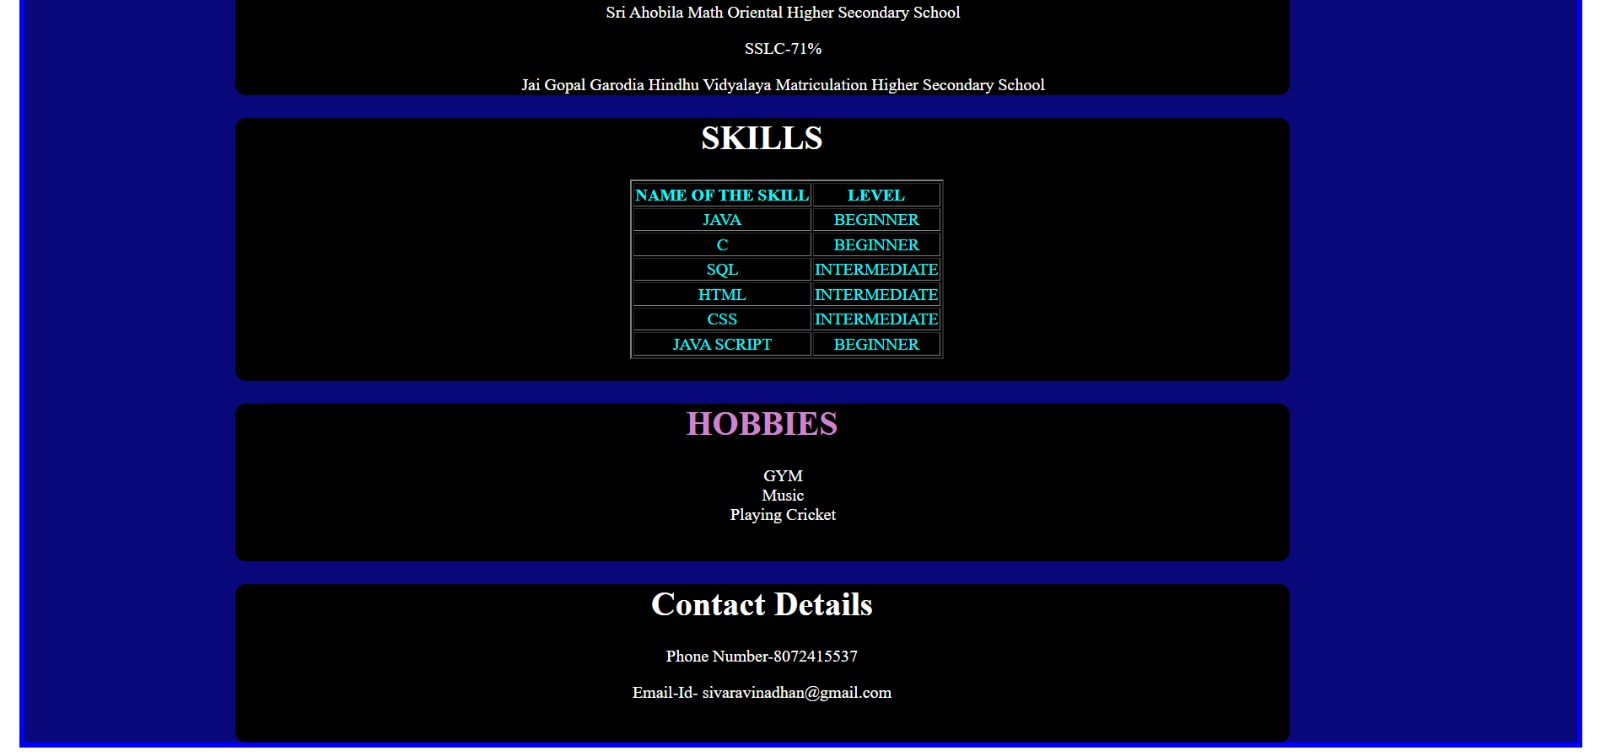 Sri Ahobila Math Oriental Higher Secondary School
SSLC-71%
Jai Gopal Garodia Hindhu Vidyalaya Matriculation Higher Secondary School
SKILLS
NAME OF THE SKILL LEVEL
JAVA BEGINNER
C BEGINNER
SQL INTERMEDIATE
HTML INTERMEDIATE
CSS INTERMEDIATE
JAVA SCRIPT BEGINNER
HOBBIES
GYM
Music
Playing Cricket
Contact Details
Phone Number-8072415537
Email-Id- sivaravinadhan@gmail.com